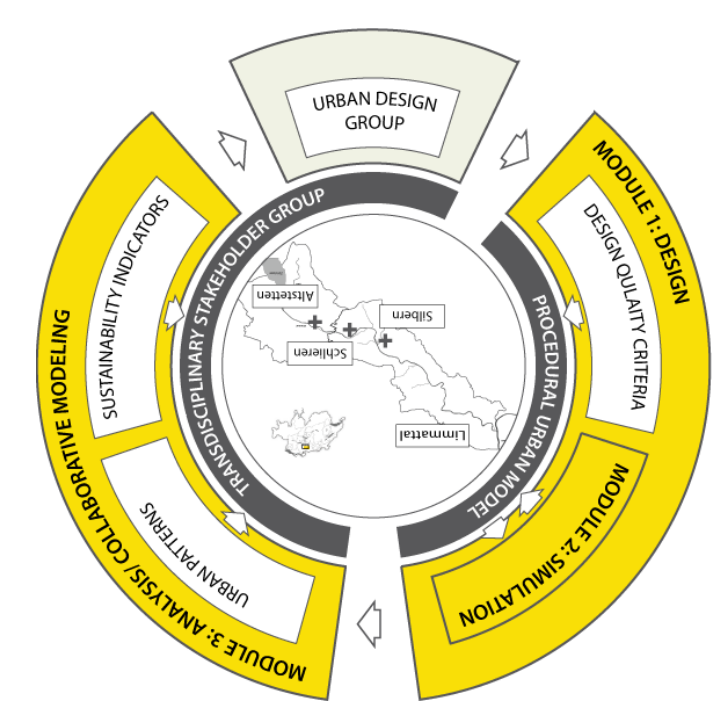 URBAN DESIGN
GROUP
MODULE 1: DESIGN
DESIGN QULAITY CRITERIA
PROCEDURAL URBAN MODEL
MODULE 2: SIMULATION
MODULE 3: ANALYSIS/ COLLABORATIVE MODELING
SUSTAINABILITY INDICATORS
URBAN PATTERNS
TRANSDISCIPLINARY STAKEHOLDER GROUP
Altstetten
Silbern
Schlieren
Limmattal